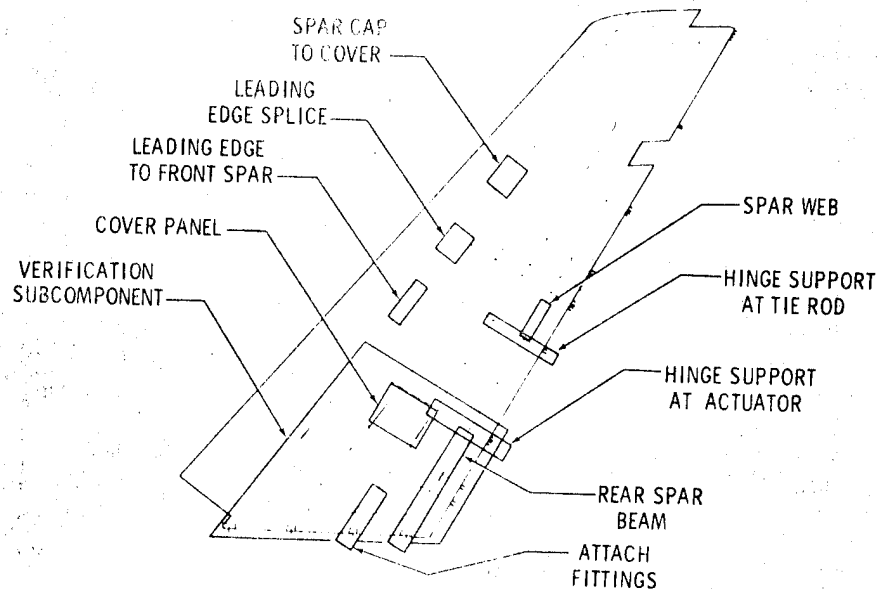 SPAR CAP
TO COVER
LEADING
EDGE SPLICE
LEADING EDGE
TO FRONT SPAR
COVER PANEL
VERIFICATION
SUBCOMPONENT
SPAR WEB
HINGE SUPPORT
AT TIE ROD
HINGE SUPPORT
AT ACTUATOR
REAR SPAR
BEAM
ATTACH
FITTINGS